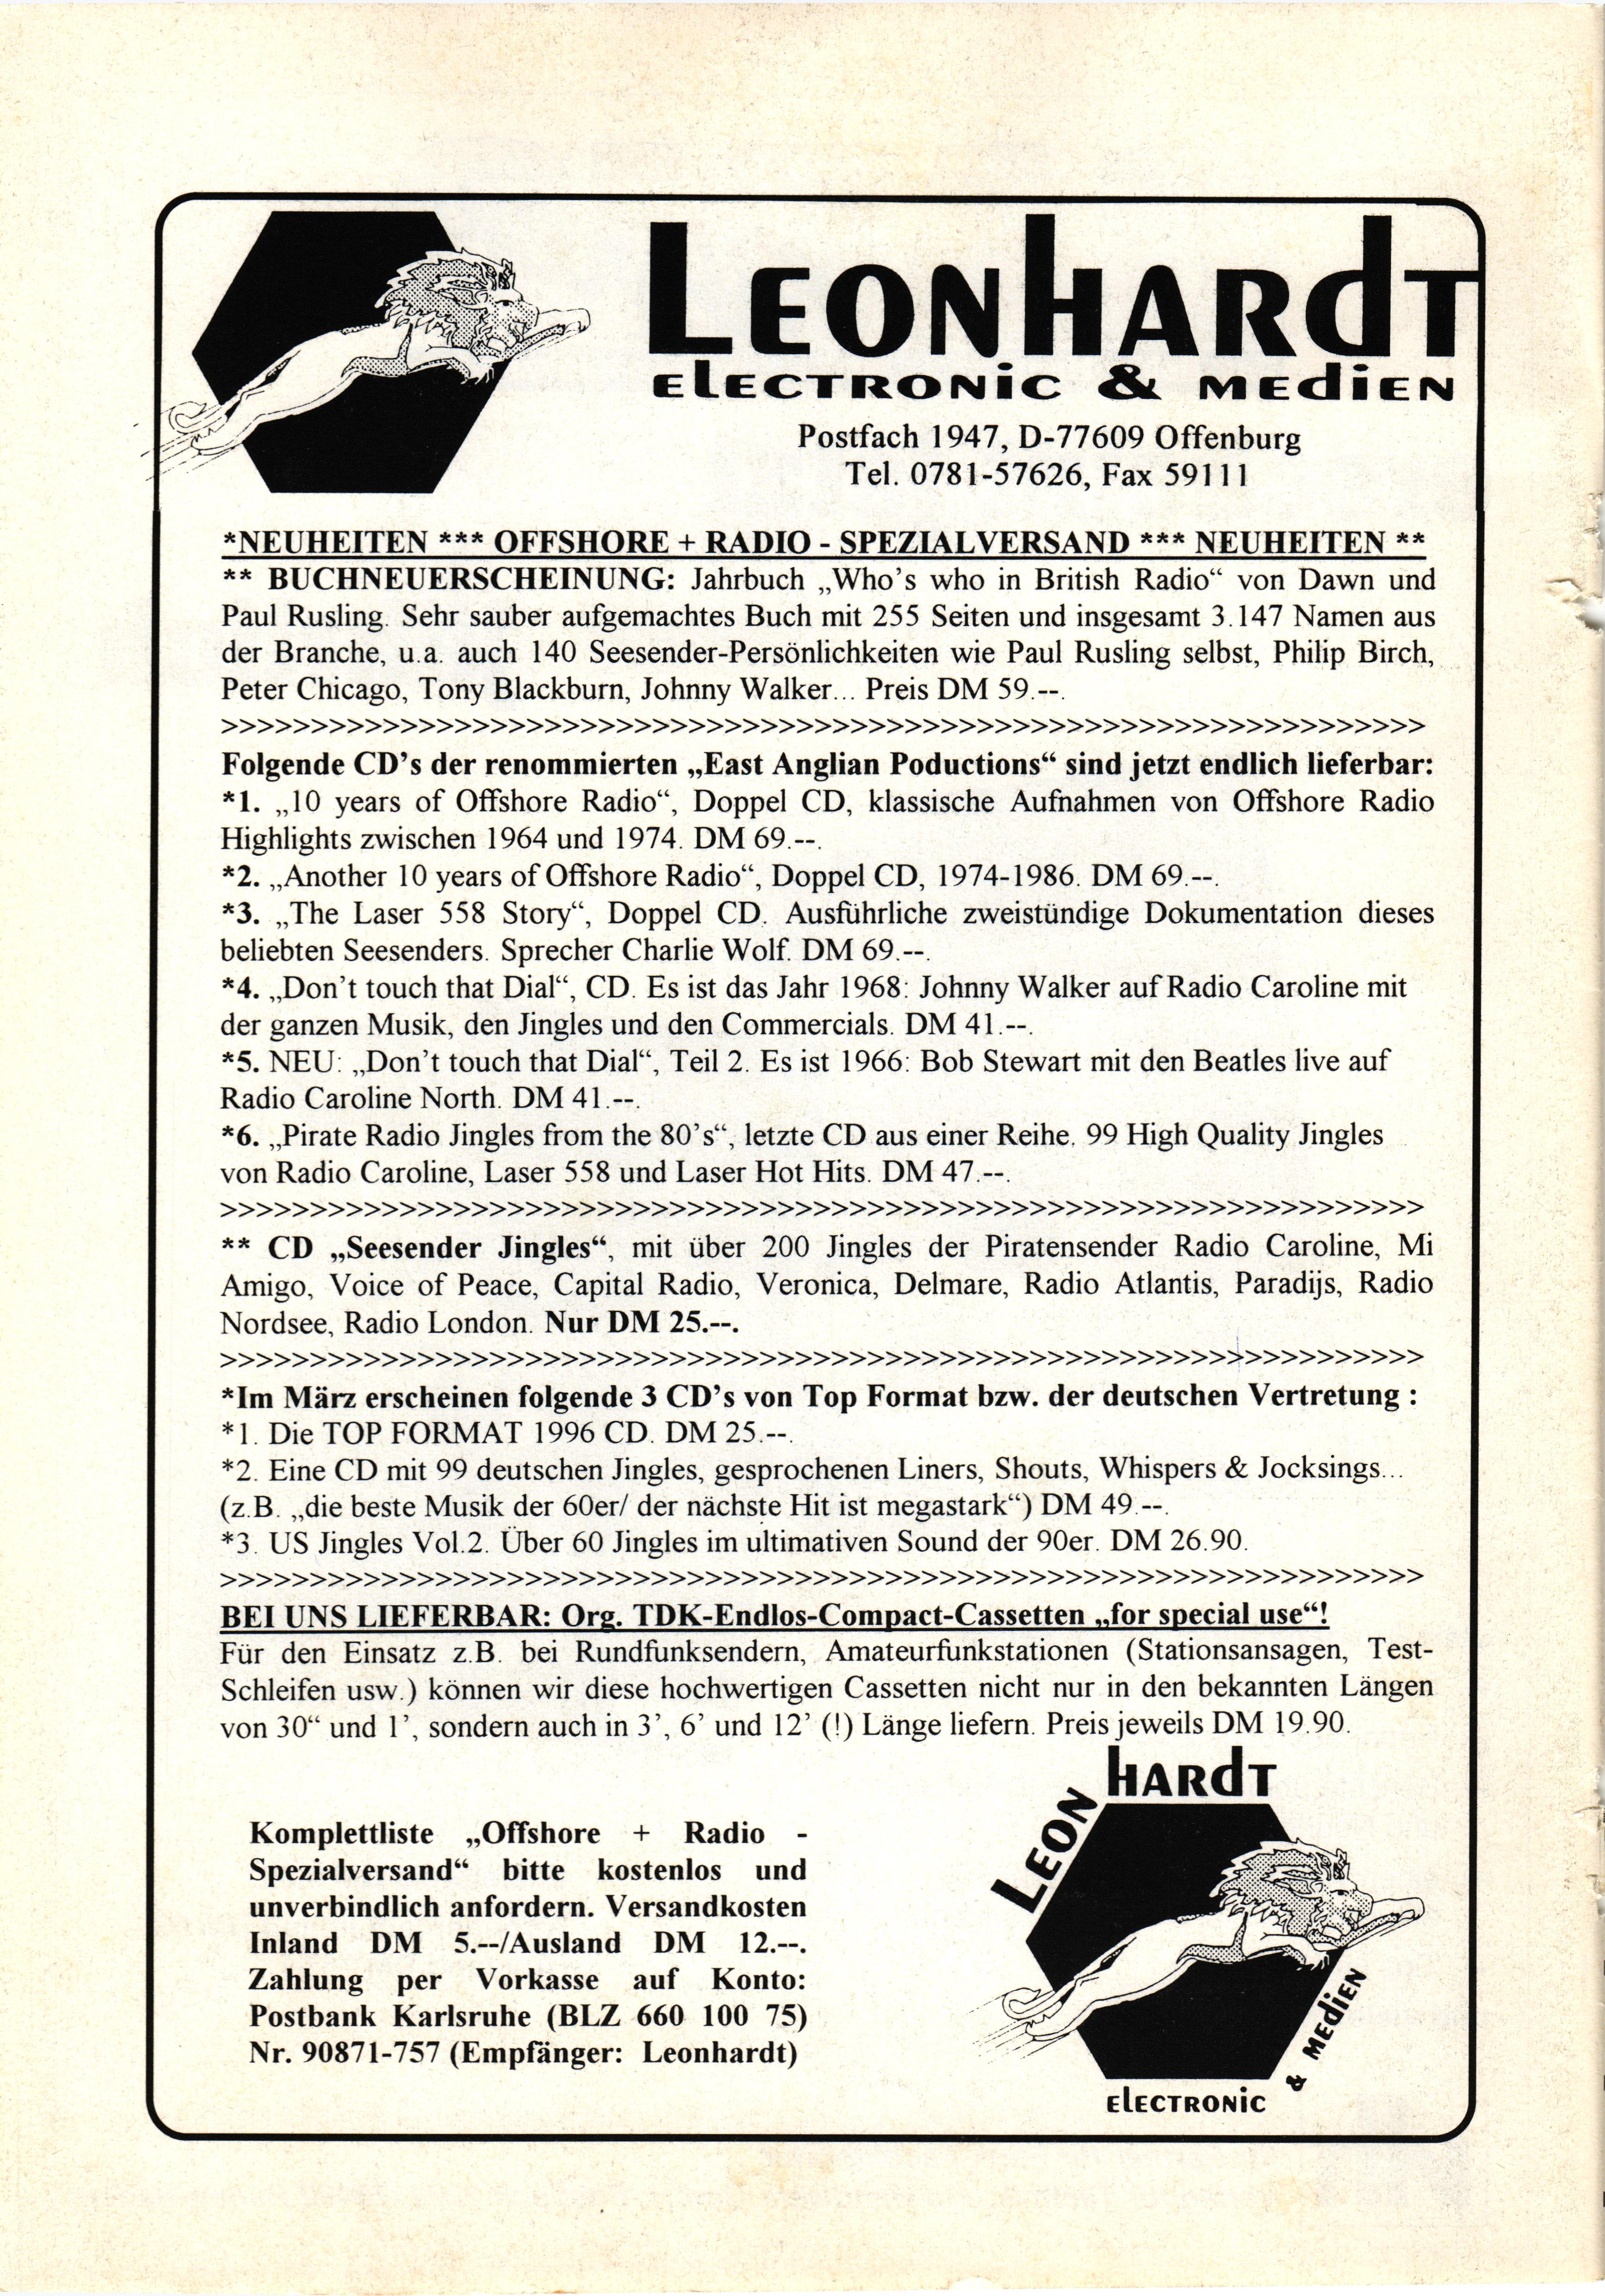 LEONHARDT
ELECTRONIC & MEDIEN
Postfach 1947, D-77609 Offenburg
Tel. 0781-57626, Fax 59111
*NEUHEITEN *** OFFSHORE + RADIO - SPEZIALVERSAND *** NEUHEITEN **
** BUCHNEUERSCHEINUNG: Jahrbuch „Who's who in British Radio“ von Dawn und
Paul Rusling. Sehr sauber aufgemachtes Buch mit 255 Seiten und insgesamt 3.147 Namen aus
der Branche, u.a. auch 140 Seesender-Persönlichkeiten wie Paul Rusling selbst, Philip Birch,
Peter Chicago, Tony Blackburn, Johnny Walker... Preis DM 59.--.
>>>>>>>>>>>>>>>>>>>>>>>>>>>>>>>>>>>>>>>>>>>>>>>>>>>>>>>>>>>>>>>>>>>
Folgende CD's der renommierten „East Anglian Poductions“ sind jetzt endlich lieferbar:
*1. „10 years of Offshore Radio“, Doppel CD, klassische Aufnahmen von Offshore Radio
Highlights zwischen 1964 und 1974. DM 69.--.
*2. „Another 10 years of Offshore Radio“, Doppel CD, 1974-1986. DM 69.--.
*3. „The Laser 558 Story“, Doppel CD. Ausführliche zweistündige Dokumentation dieses
beliebten Seesenders. Sprecher Charlie Wolf. DM 69.--.
*4. „Don't touch that Dial“, CD. Es ist das Jahr 1968: Johnny Walker auf Radio Caroline mit
der ganzen Musik, den Jingles und den Commercials. DM 41.--.
*5. NEU: „Don't touch that Dial“, Teil 2. Es ist 1966: Bob Stewart mit den Beatles live auf
Radio Caroline North. DM 41.--.
*6. „Pirate Radio Jingles from the 80's“, letzte CD aus einer Reihe. 99 High Quality Jingles
von Radio Caroline, Laser 558 und Laser Hot Hits. DM 47.--.
>>>>>>>>>>>>>>>>>>>>>>>>>>>>>>>>>>>>>>>>>>>>>>>>>>>>>>>>>>>>>>>>>>>
** CD „Seesender Jingles“, mit über 200 Jingles der Piratensender Radio Caroline, Mi
Amigo, Voice of Peace, Capital Radio, Veronica, Delmare, Radio Atlantis, Paradijs, Radio
Nordsee, Radio London. Nur DM 25.--.
>>>>>>>>>>>>>>>>>>>>>>>>>>>>>>>>>>>>>>>>>>>>>>>>>>>>>>>>>>>>>>>>>>>
*Im März erscheinen folgende 3 CD's von Top Format bzw. der deutschen Vertretung :
*1. Die TOP FORMAT 1996 CD. DM 25.--.
*2. Eine CD mit 99 deutschen Jingles, gesprochenen Liners, Shouts, Whispers & Jocksings...
(z.B. „die beste Musik der 60er/ der nächste Hit ist megastark“) DM 49.--.
*3. US Jingles Vol.2. Über 60 Jingles im ultimativen Sound der 90er. DM 26.90.
>>>>>>>>>>>>>>>>>>>>>>>>>>>>>>>>>>>>>>>>>>>>>>>>>>>>>>>>>>>>>>>>>>>
BEI UNS LIEFERBAR: Org. TDK-Endlos-Compact-Cassetten „for special use“!
Für den Einsatz z.B. bei Rundfunksendern, Amateurfunkstationen (Stationsansagen, Test-
Schleifen usw.) können wir diese hochwertigen Cassetten nicht nur in den bekannten Längen
von 30“ und 1', sondern auch in 3', 6' und 12' (!) Länge liefern. Preis jeweils DM 19.90.
Komplettliste „Offshore + Radio -
Spezialversand“ bitte kostenlos und
unverbindlich anfordern. Versandkosten
Inland DM 5.--/Ausland DM 12.--.
Zahlung per Vorkasse auf Konto:
Postbank Karlsruhe (BLZ 660 100 75)
Nr. 90871-757 (Empfänger: Leonhardt)
LEONHARDT
ELECTRONIC & MEDIEN